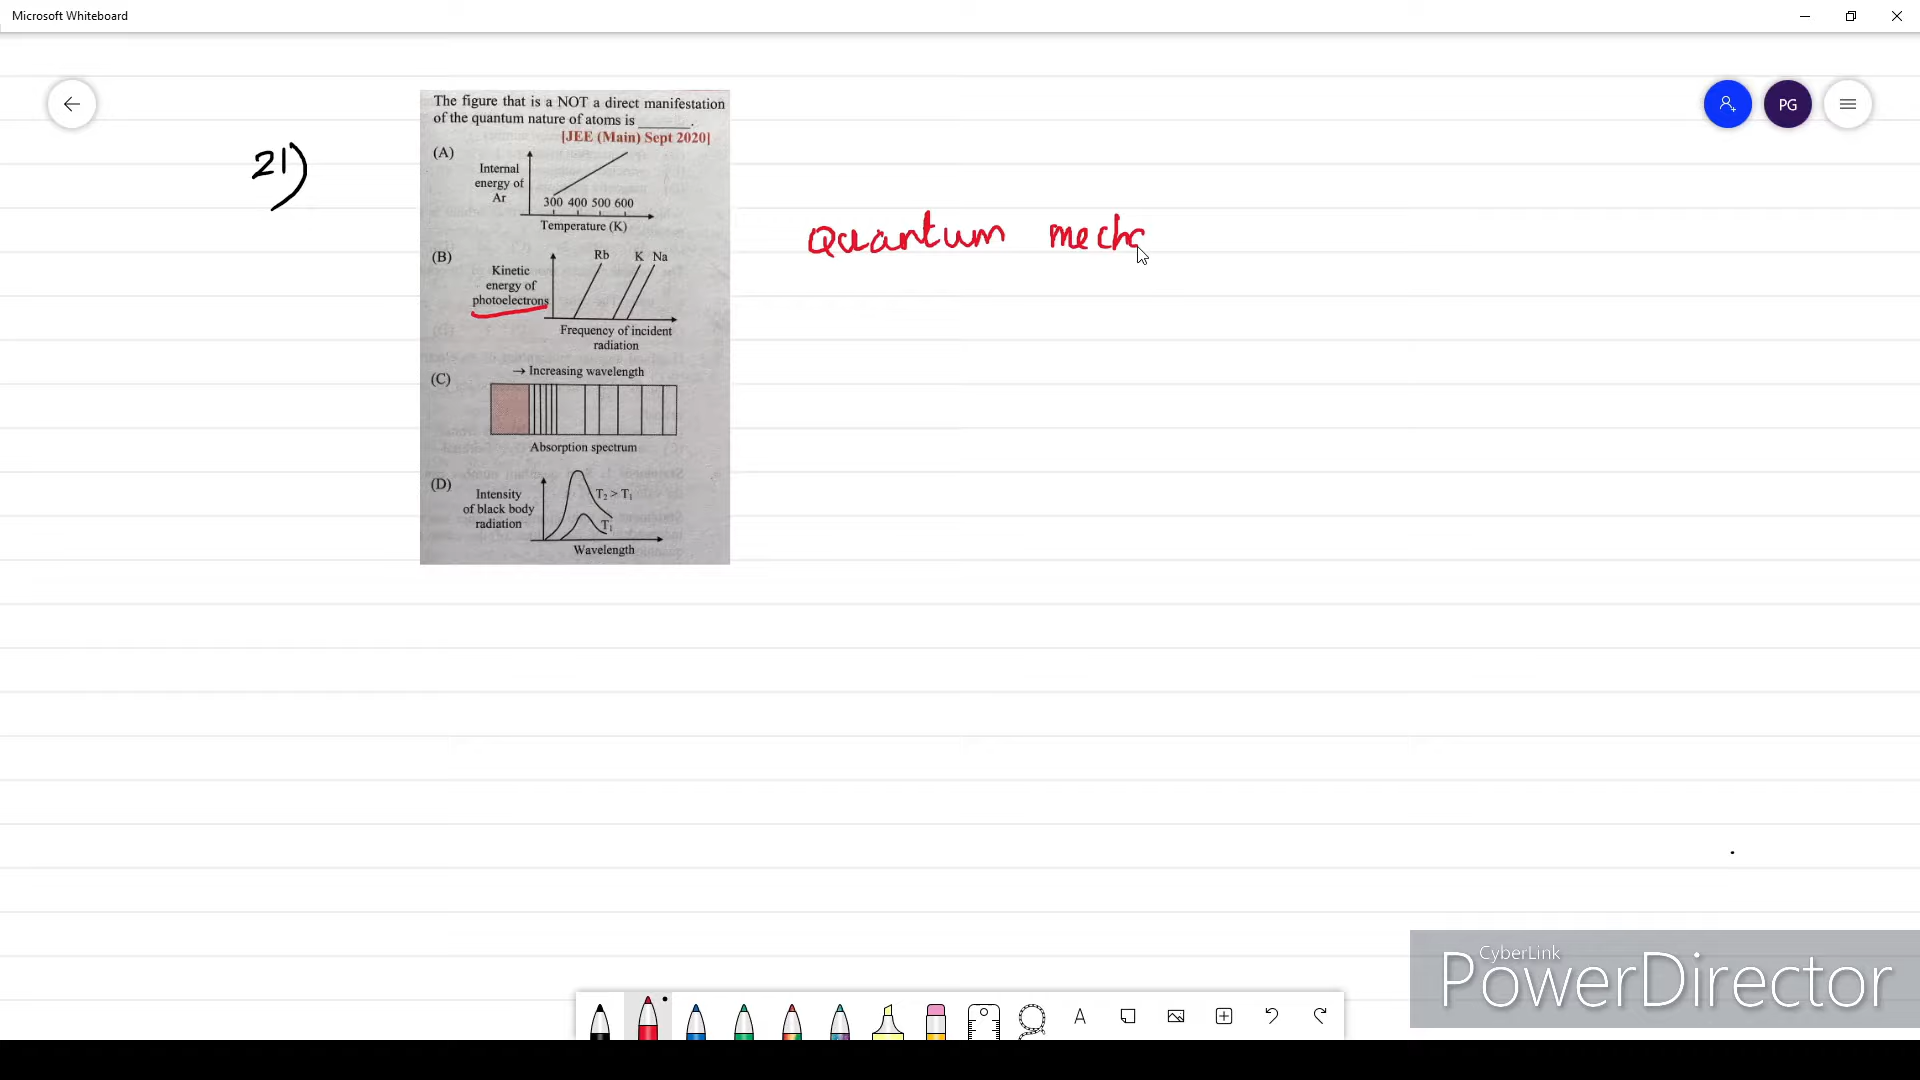 Microsoft Whiteboard
PG
21)
The figure that is a NOT a direct manifestation
of the quantum nature of atoms is ______.
[JEE (Main) Sept 2020]
(A)
Internal
energy of
Ar
300 400 500 600
Temperature (K)
(B)
Kinetic
energy of
photoelectrons
Rb K Na
Frequency of incident
radiation
(C)
→ Increasing wavelength
Absorption spectrum
(D)
Intensity
of black body
radiation
T₂ > T₁
T₁
Wavelength
Quantum mecha
CyberLink
PowerDirector